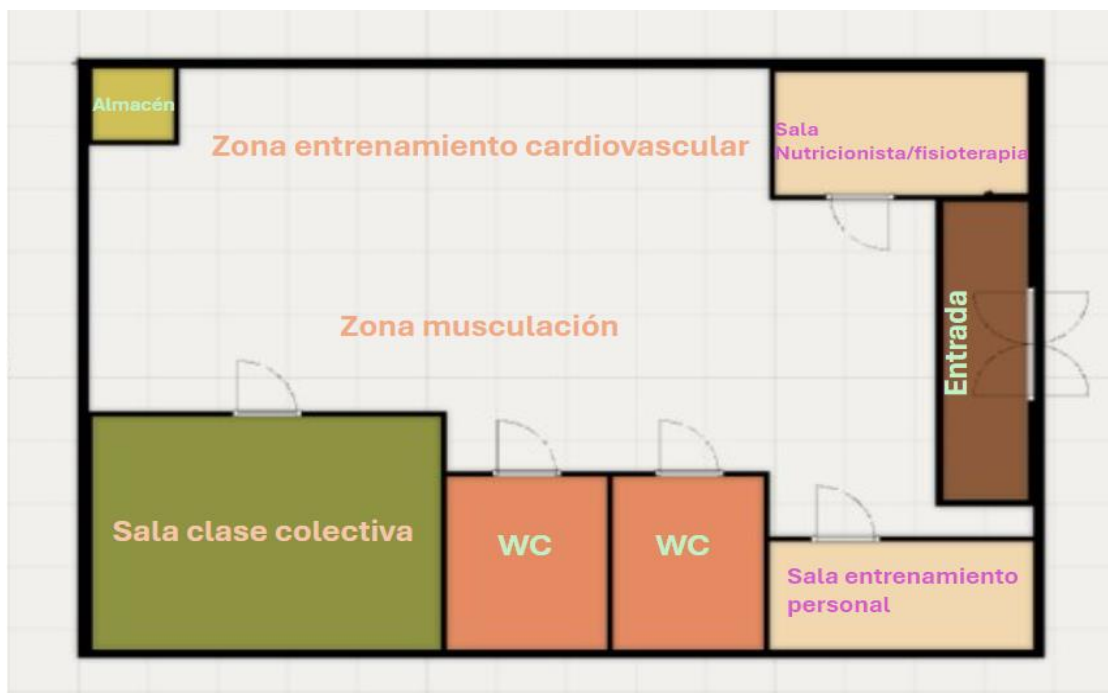 Almacén
Zona entrenamiento cardiovascular
Sala
Nutricionista/fisioterapia
Zona musculación
Entrada
Sala clase colectiva
WC
WC
Sala entrenamiento
personal